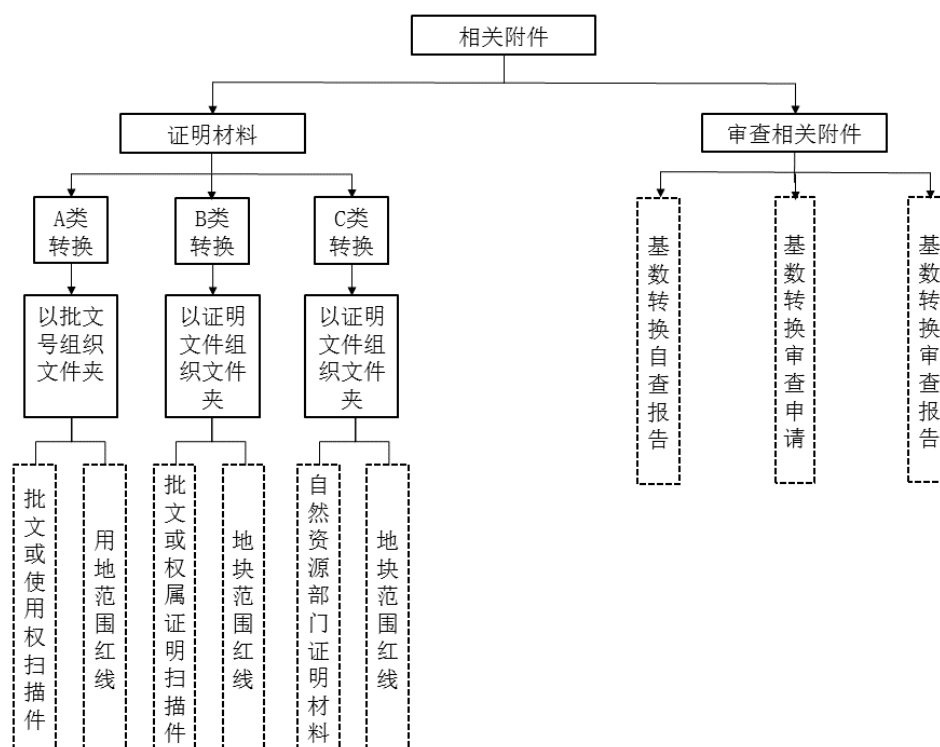 相关附件
证明材料
审查相关附件
A类
转换
B类
转换
C类
转换
以批文
号组织
文件夹
以证明
文件组
织文件
夹
以证明
文件组
织文件
夹
基数转换自查报告
基数转换审查申请
基数转换审查报告
批文或使用权扫描件
用地范围红线
批文或权属证明扫描件
地块范围红线
自然资源部门证明材料
地块范围红线